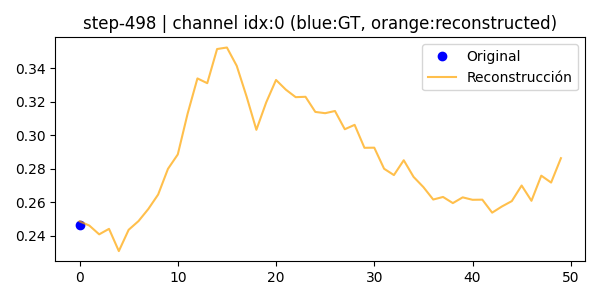 step-498 | channel idx:0 (blue:GT, orange:reconstructed)
Original
Reconstrucción
0.34
0.32
0.30
0.28
0.26
0.24
0 10 20 30 40 50